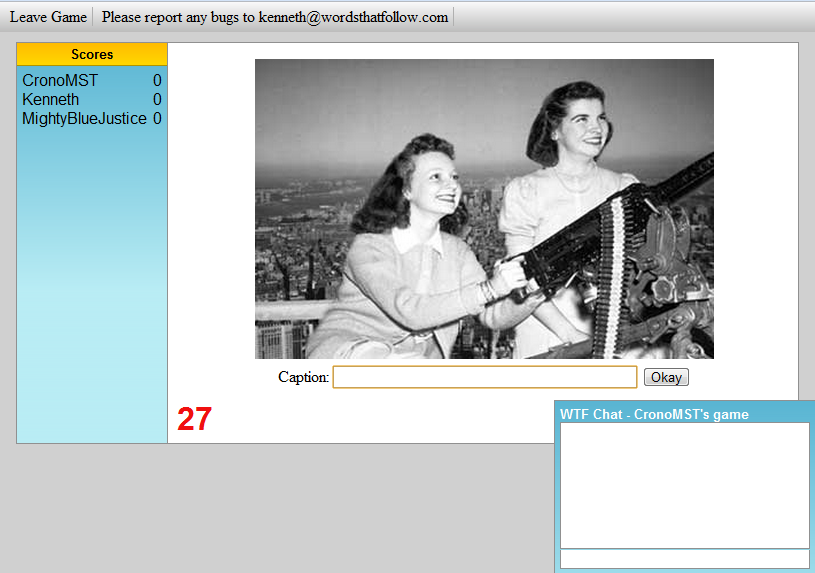 Leave Game Please report any bugs to kenneth@wordsthatfollow.com
Scores
CronoMST 0
Kenneth 0
MightyBlueJustice 0
Caption: Okay
27
WTF Chat - CronoMST's game